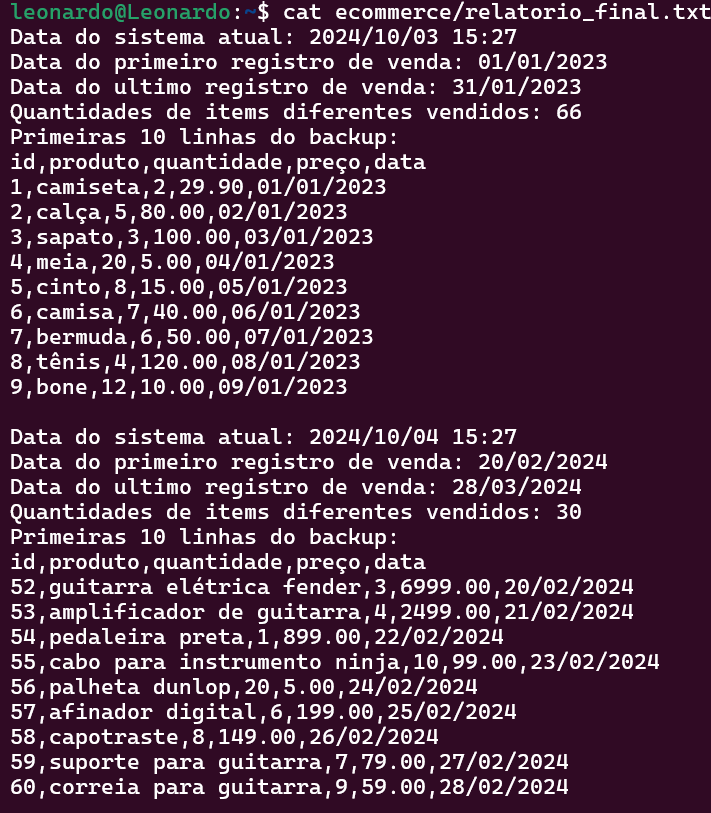 leonardo@Leonardo:~$ cat ecommerce/relatorio_final.txt
Data do sistema atual: 2024/10/03 15:27
Data do primeiro registro de venda: 01/01/2023
Data do ultimo registro de venda: 31/01/2023
Quantidades de items diferentes vendidos: 66
Primeiras 10 linhas do backup:
id,produto,quantidade,preço,data
1,camiseta,2,29.90,01/01/2023
2,calça,5,80.00,02/01/2023
3,sapato,3,100.00,03/01/2023
4,meia,20,5.00,04/01/2023
5,cinto,8,15.00,05/01/2023
6,camisa,7,40.00,06/01/2023
7,bermuda,6,50.00,07/01/2023
8,tênis,4,120.00,08/01/2023
9,bone,12,10.00,09/01/2023
Data do sistema atual: 2024/10/04 15:27
Data do primeiro registro de venda: 20/02/2024
Data do ultimo registro de venda: 28/03/2024
Quantidades de items diferentes vendidos: 30
Primeiras 10 linhas do backup:
id,produto,quantidade,preço,data
52,guitarra elétrica fender,3,6999.00,20/02/2024
53,amplificador de guitarra,4,2499.00,21/02/2024
54,pedaleira preta,1,899.00,22/02/2024
55,cabo para instrumento ninja,10,99.00,23/02/2024
56,palheta dunlop,20,5.00,24/02/2024
57,afinador digital,6,199.00,25/02/2024
58,capotraste,8,149.00,26/02/2024
59,suporte para guitarra,7,79.00,27/02/2024
60,correia para guitarra,9,59.00,28/02/2024